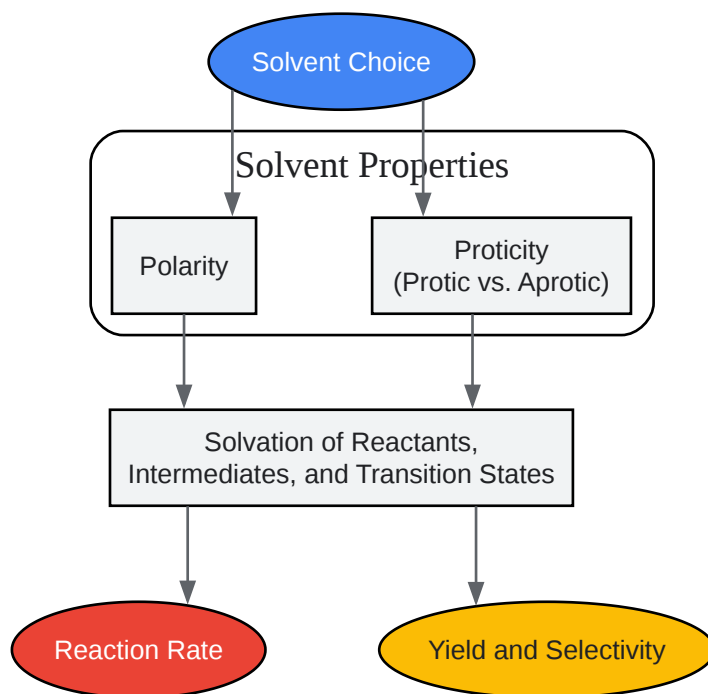 Solvent Choice
Solvent Properties
Polarity
Proticity
(Protic vs. Aprotic)
Solvation of Reactants,
Intermediates, and Transition States
Reaction Rate
Yield and Selectivity